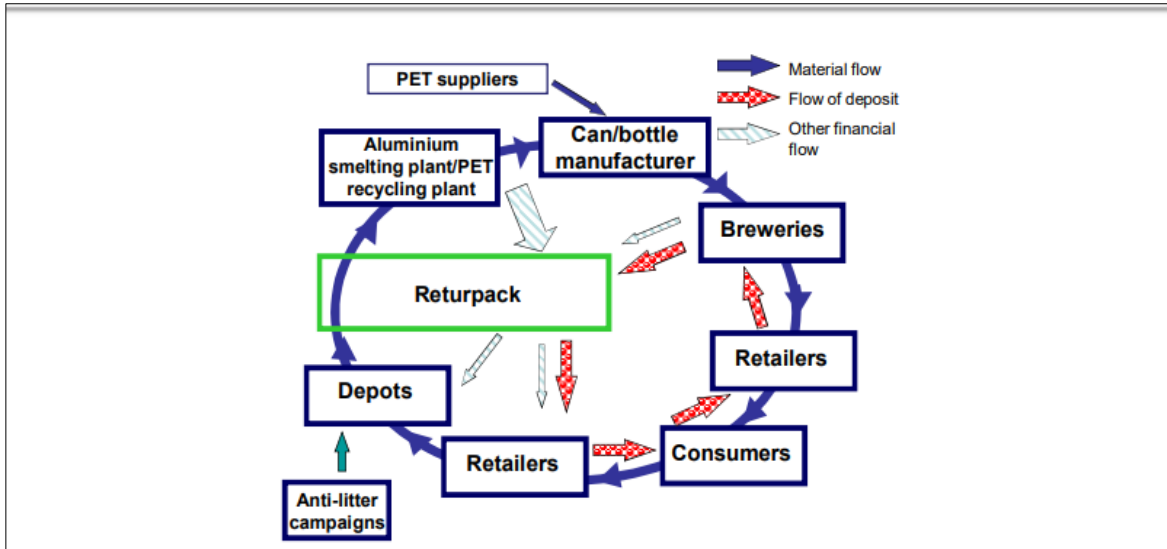 PET suppliers
Material flow
Flow of deposit
Other financial
flow
Can/bottle
manufacturer
Aluminium
smelting plant/PET
recycling plant
Breweries
Returpack
Retailers
Depots
Consumers
Retailers
Anti-litter
campaigns